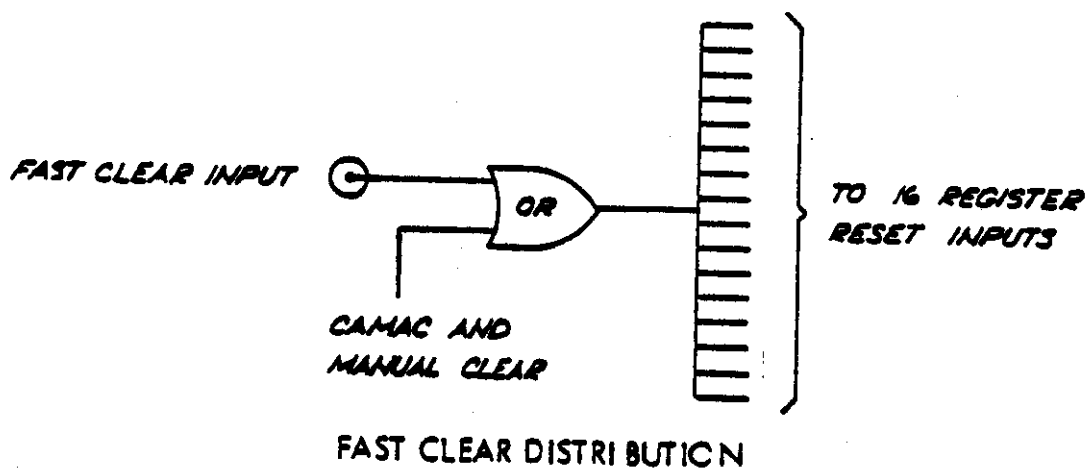 FAST CLEAR INPUT
OR
TO 16 REGISTER
RESET INPUTS
CAMAC AND
MANUAL CLEAR
FAST CLEAR DISTRIBUTION